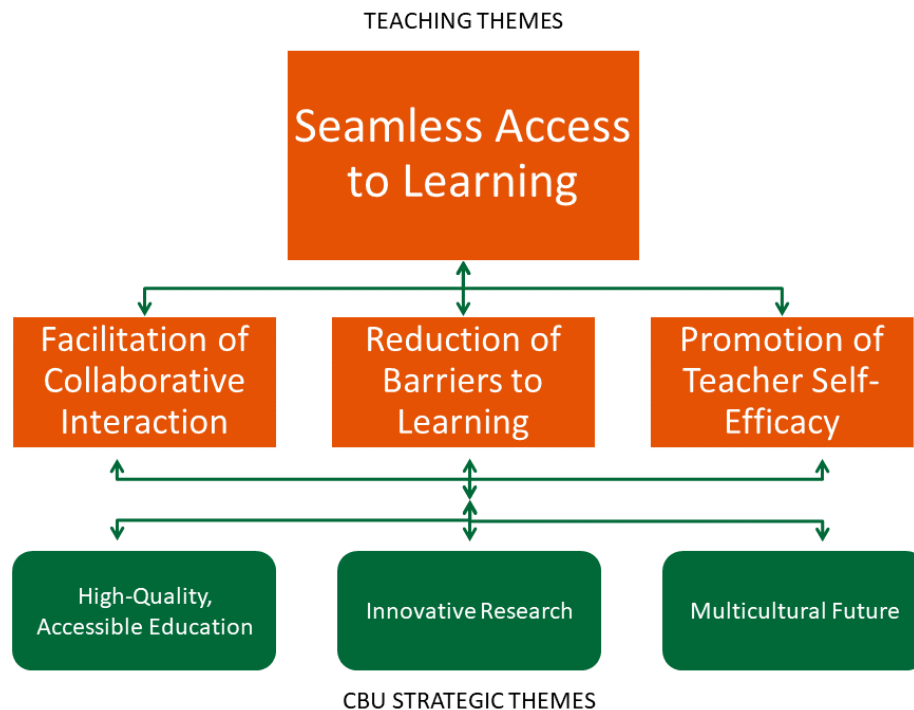 TEACHING THEMES
Seamless Access
to Learning
Facilitation of
Collaborative
Interaction
Reduction of
Barriers to
Learning
Promotion of
Teacher Self-
Efficacy
High-Quality,
Accessible Education
Innovative Research
Multicultural Future
CBU STRATEGIC THEMES